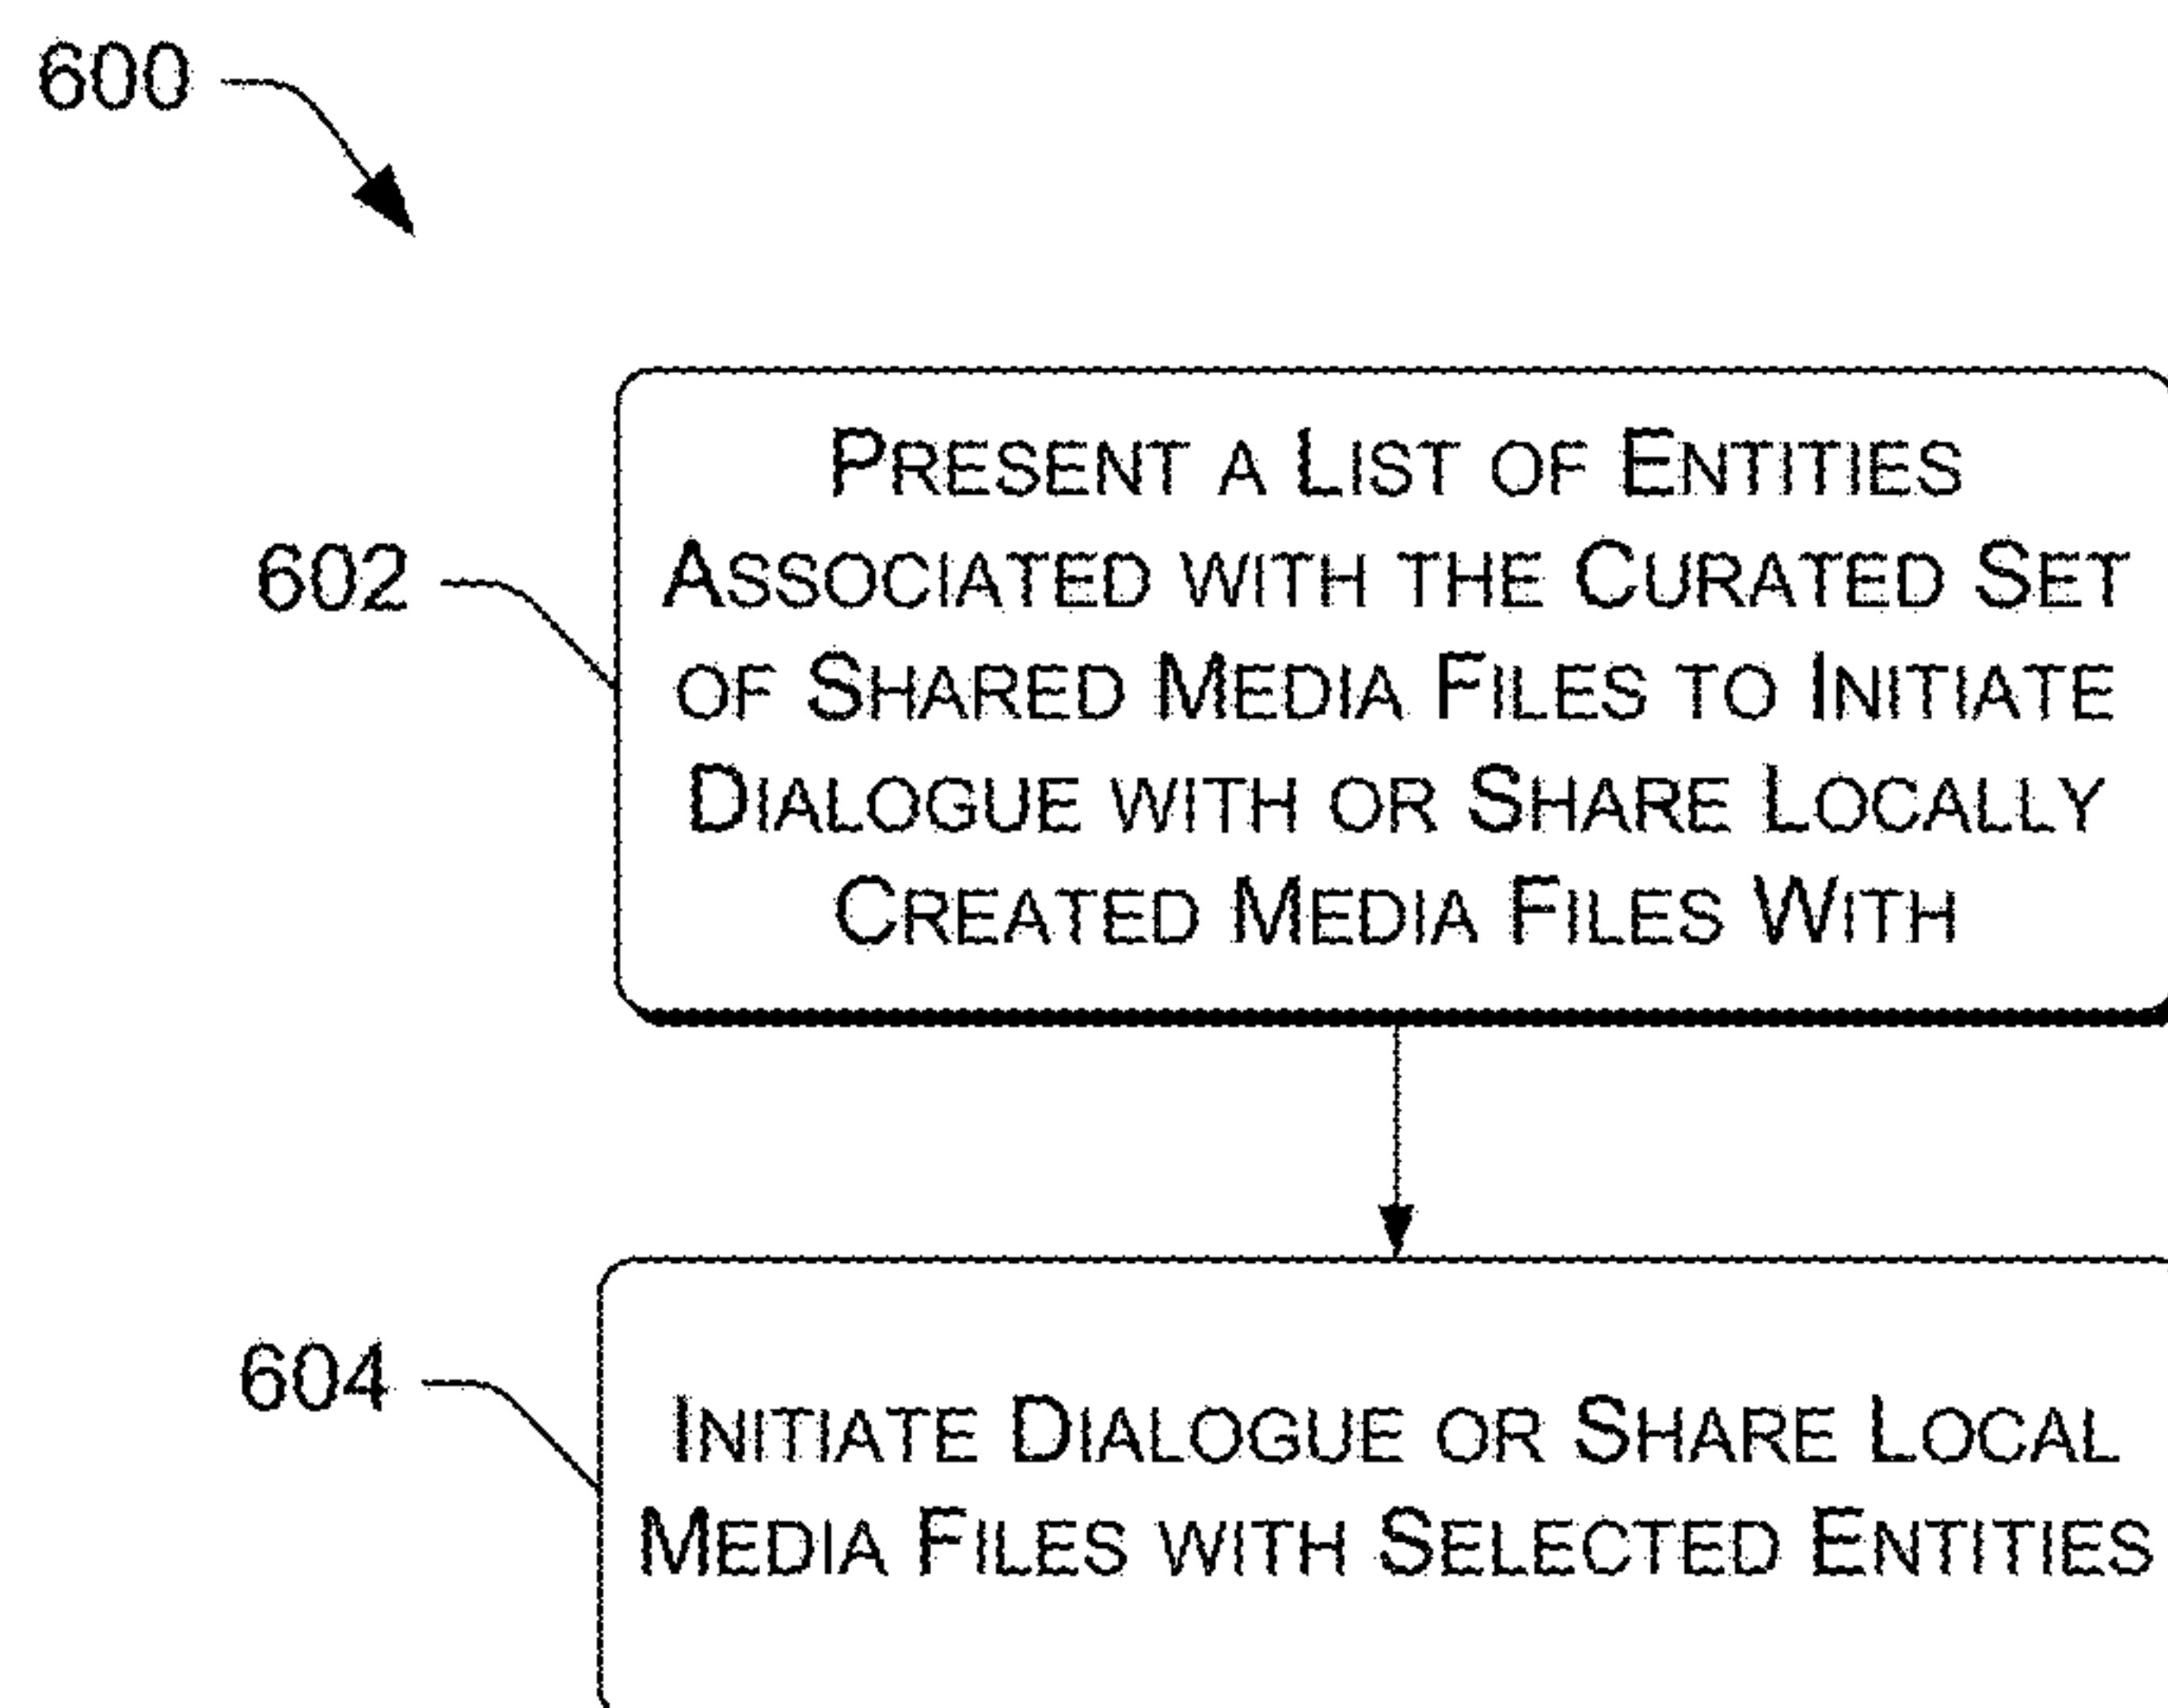 600
PRESENT A LIST OF ENTITIES
ASSOCIATED WITH THE CURATED SET
602
OF SHARED MEDIA FILES TO INITIATE
DIALOGUE WITH OR SHARE LOCALLY
CREATED MEDIA FILES WITH
604
INITIATE DIALOGUE OR SHARE LOCAL
MEDIA FILES WITH SELECTED ENTITIES